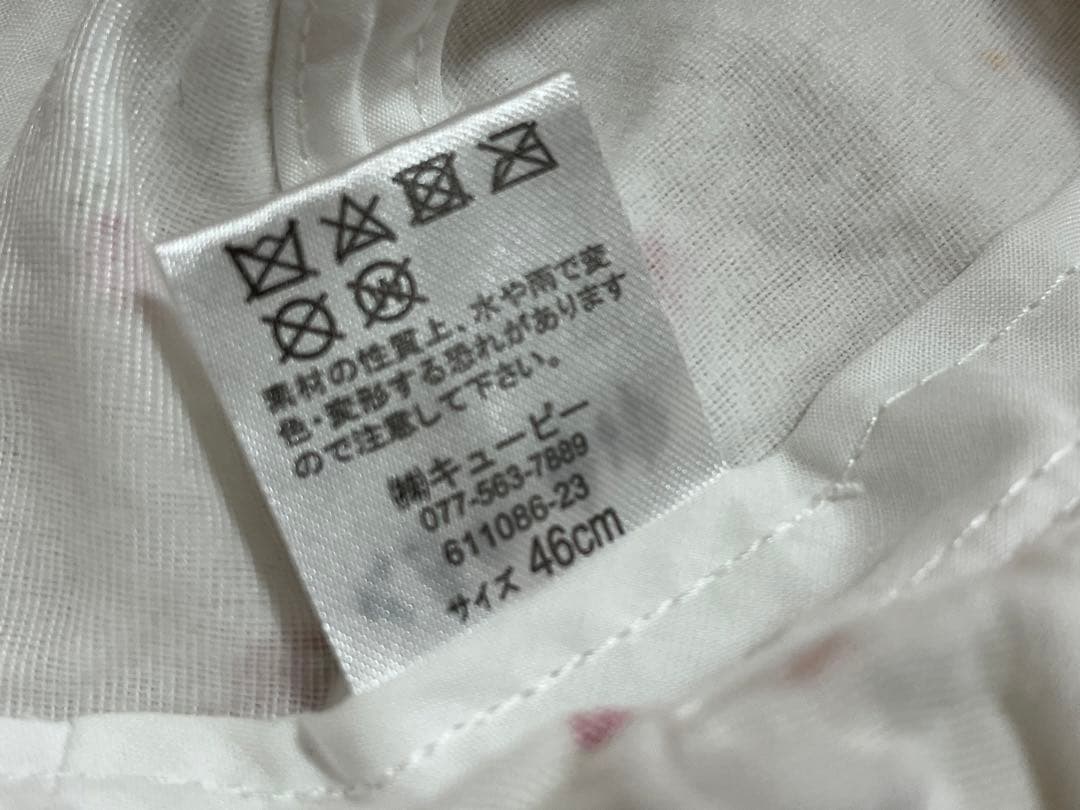 素材の性質上、水や雨で変
色・変形する恐れがあります
ので注意して下さい。
㈱キューピー
077-563-7889
611086-23
サイズ 46cm